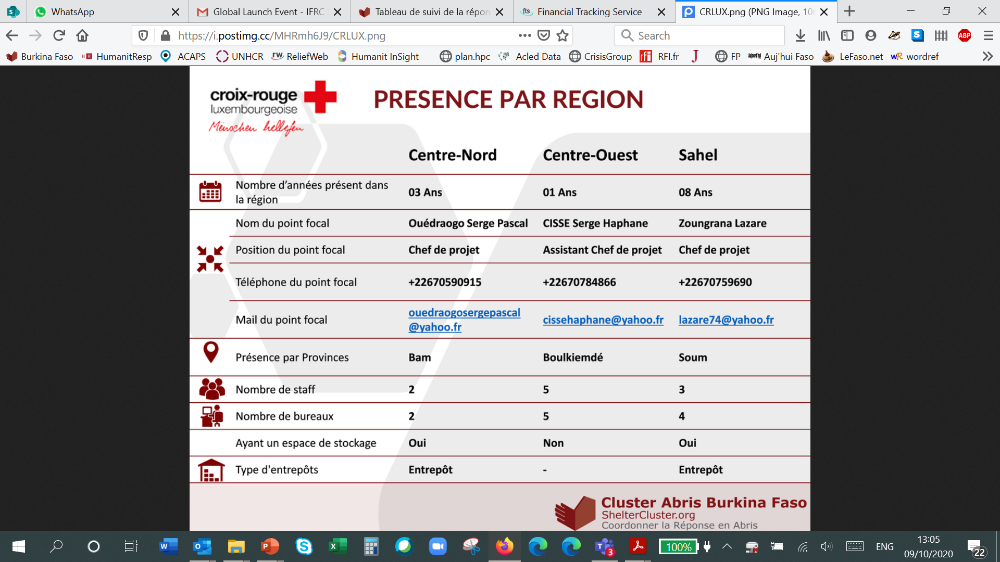 WhatsApp
Global Launch Event - IFRC
Tableau de suivi de la répon
Financial Tracking Service
CRLUX.png (PNG Image, 10
https://i.postimg.cc/MHRmh6J9/CRLUX.png
Search
ABP
Burkina Faso
HumanitResp
ACAPS
UNHCR
ReliefWeb
Humanit InSight
plan.hpc
Acled Data
CrisisGroup
RFI.fr
FP
Auj'hui Faso
LeFaso.net
wordref
croix-rouge
luxembourgeoise
Mënschen hëllefen
PRESENCE PAR REGION
Centre-Nord Centre-Ouest Sahel
Nombre d’années présent dans
la région
03 Ans 01 Ans 08 Ans
Nom du point focal Ouédraogo Serge Pascal CISSE Serge Haphane Zoungrana Lazare
Position du point focal Chef de projet Assistant Chef de projet Chef de projet
Téléphone du point focal +22670590915 +22670784866 +22670759690
Mail du point focal
ouedraogosergepascal
@yahoo.fr
cissehaphane@yahoo.fr lazare74@yahoo.fr
Présence par Provinces Bam Boulkiemdé Soum
Nombre de staff 2 5 3
Nombre de bureaux 2 5 4
Ayant un espace de stockage Oui Non Oui
Type d'entrepôts Entrepôt - Entrepôt
Cluster Abris Burkina Faso
ShelterCluster.org
Coordonner la Réponse en Abris
100%
ENG
13:05
09/10/2020
22
3